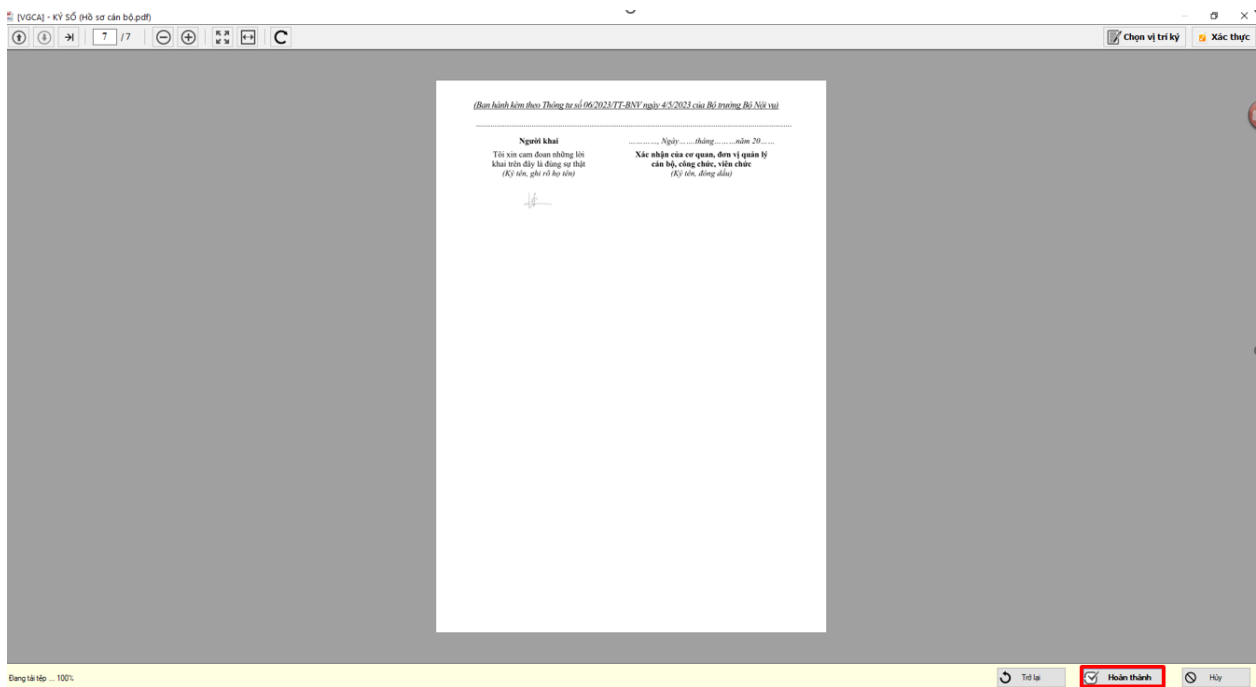 [VGCA] - KÝ SỐ (Hồ sơ cán bộ.pdf)
7 /7
Chọn vị trí ký
Xác thực
(Ban hành kèm theo Thông tư số 06/2023/TT-BNV ngày 4/5/2023 của Bộ trưởng Bộ Nội vụ)
Người khai
Tôi xin cam đoan những lời
khai trên đây là đúng sự thật
(Ký tên, ghi rõ họ tên)
…………, Ngày……tháng………năm 20……
Xác nhận của cơ quan, đơn vị quản lý
cán bộ, công chức, viên chức
(Ký tên, đóng dấu)
Đang tải tệp ... 100%
Trở lại
Hoàn thành
Hủy